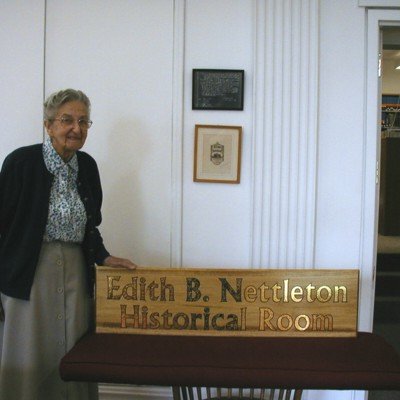 Edith B. Nettleton
Historical Room